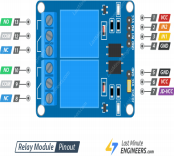 NO
COM
NC
NO
COM
NC
VCC
IN2
IN1
GND
GND
VCC
JD-VCC
Relay Module Pinout
Last Minute
ENGINEERS.com